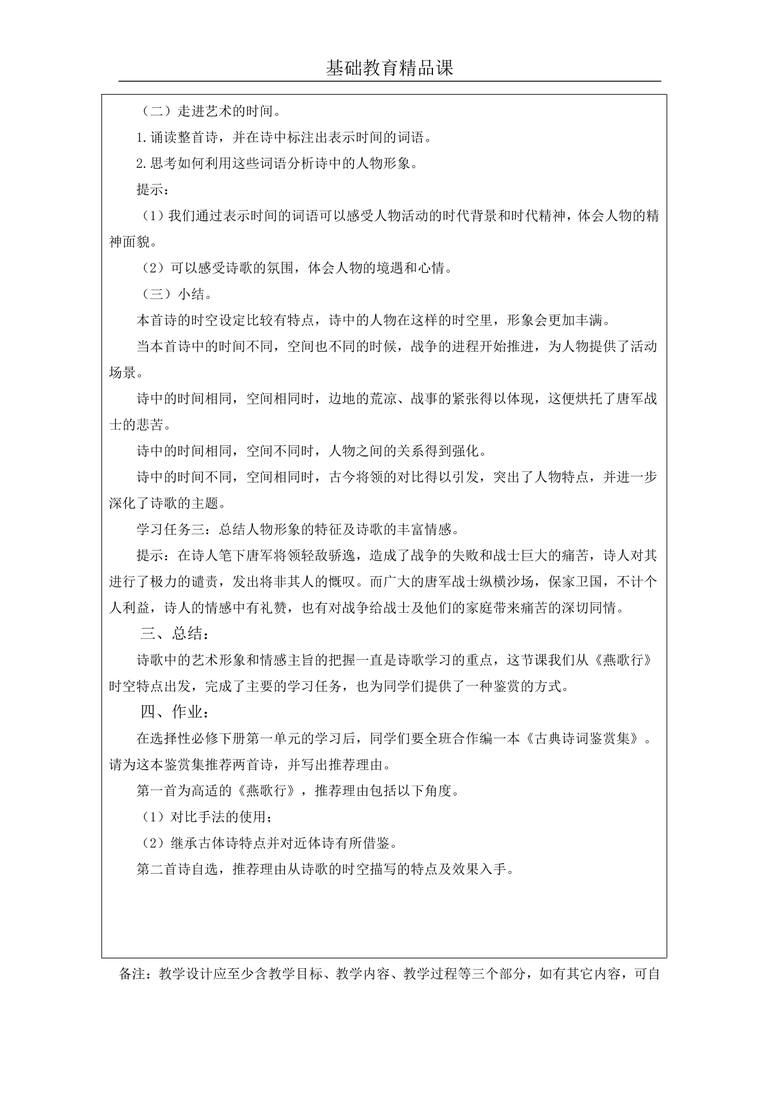 基础教育精品课
（二）走进艺术的时间。
1.诵读整首诗，并在诗中标注出表示时间的词语。
2.思考如何利用这些词语分析诗中的人物形象。
提示：
（1）我们通过表示时间的词语可以感受人物活动的时代背景和时代精神，体会人物的精
神面貌。
（2）可以感受诗歌的氛围，体会人物的境遇和心情。
（三）小结。
本首诗的时空设定比较有特点，诗中的人物在这样的时空里，形象会更加丰满。
当本首诗中的时间不同，空间也不同的时候，战争的进程开始推进，为人物提供了活动
场景。
诗中的时间相同，空间相同时，边地的荒凉、战事的紧张得以体现，这便烘托了唐军战
士的悲苦。
诗中的时间相同，空间不同时，人物之间的关系得到强化。
诗中的时间不同，空间相同时，古今将领的对比得以引发，突出了人物特点，并进一步
深化了诗歌的主题。
学习任务三：总结人物形象的特征及诗歌的丰富情感。
提示：在诗人笔下唐军将领轻敌骄逸，造成了战争的失败和战士巨大的痛苦，诗人对其
进行了极力的谴责，发出将非其人的慨叹。而广大的唐军战士纵横沙场，保家卫国，不计个
人利益，诗人的情感中有礼赞，也有对战争给战士及他们的家庭带来痛苦的深切同情。
三、总结：
诗歌中的艺术形象和情感主旨的把握一直是诗歌学习的重点，这节课我们从《燕歌行》
时空特点出发，完成了主要的学习任务，也为同学们提供了一种鉴赏的方式。
四、作业：
在选择性必修下册第一单元的学习后，同学们要全班合作编一本《古典诗词鉴赏集》。
请为这本鉴赏集推荐两首诗，并写出推荐理由。
第一首为高适的《燕歌行》，推荐理由包括以下角度。
（1）对比手法的使用；
（2）继承古体诗特点并对近体诗有所借鉴。
第二首诗自选，推荐理由从诗歌的时空描写的特点及效果入手。
备注：教学设计应至少含教学目标、教学内容、教学过程等三个部分，如有其它内容，可自